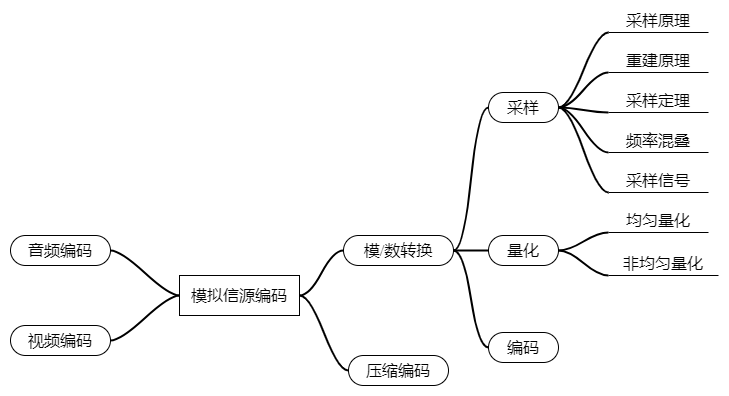 采样原理
重建原理
采样定理
频率混叠
采样信号
采样
均匀量化
非均匀量化
音频编码
模/数转换
量化
模拟信源编码
视频编码
编码
压缩编码